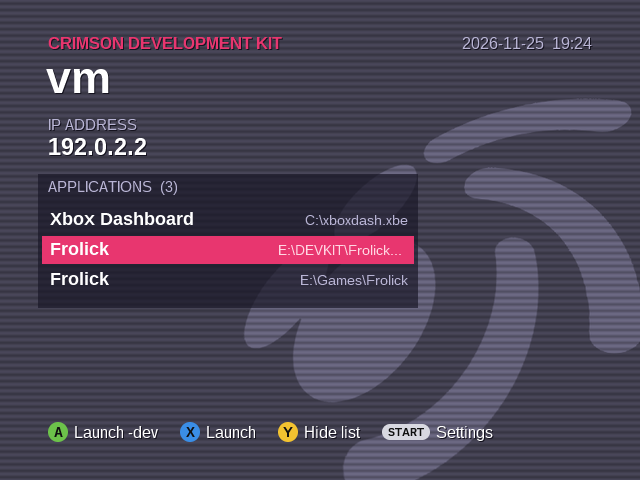 CRIMSON DEVELOPMENT KIT 2026-11-25 19:24
vm
IP ADDRESS
192.0.2.2
APPLICATIONS (3)
Xbox Dashboard C:\xboxdash.xbe
Frolick E:\DEVKIT\Frolick...
Frolick E:\Games\Frolick
A Launch -dev X Launch Y Hide list START Settings